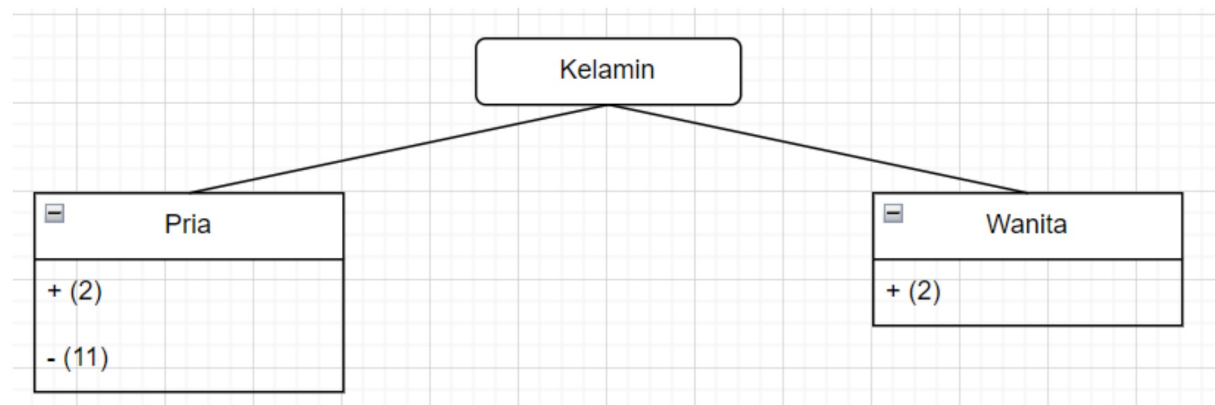 Kelamin
Pria
+ (2)
- (11)
Wanita
+ (2)